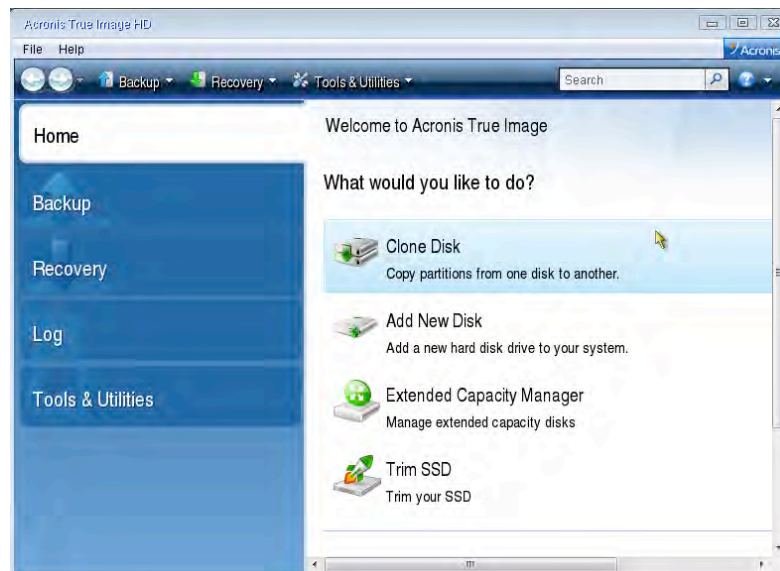 Acronis True Image HD
File Help
Acronis
Backup Recovery Tools & Utilities Search
Home
Backup
Recovery
Log
Tools & Utilities
Welcome to Acronis True Image
What would you like to do?
Clone Disk
Copy partitions from one disk to another.
Add New Disk
Add a new hard disk drive to your system.
Extended Capacity Manager
Manage extended capacity disks
Trim SSD
Trim your SSD